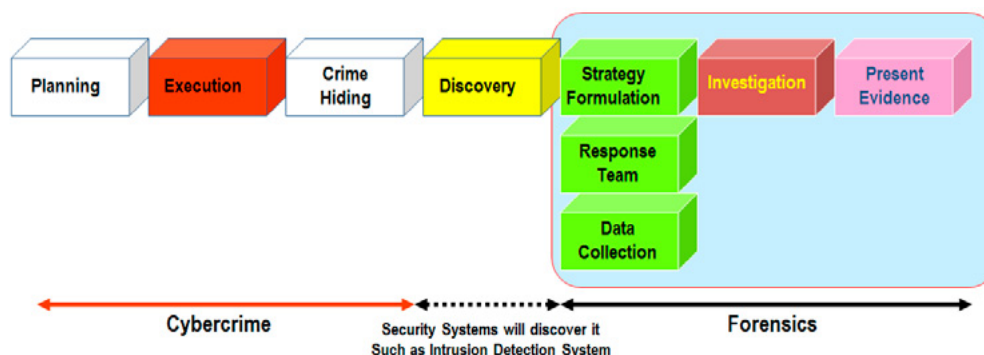 Planning
Execution
Crime
Hiding
Discovery
Strategy
Formulation
Investigation
Present
Evidence
Response
Team
Data
Collection
Cybercrime
Security Systems will discover it
Such as Intrusion Detection System
Forensics